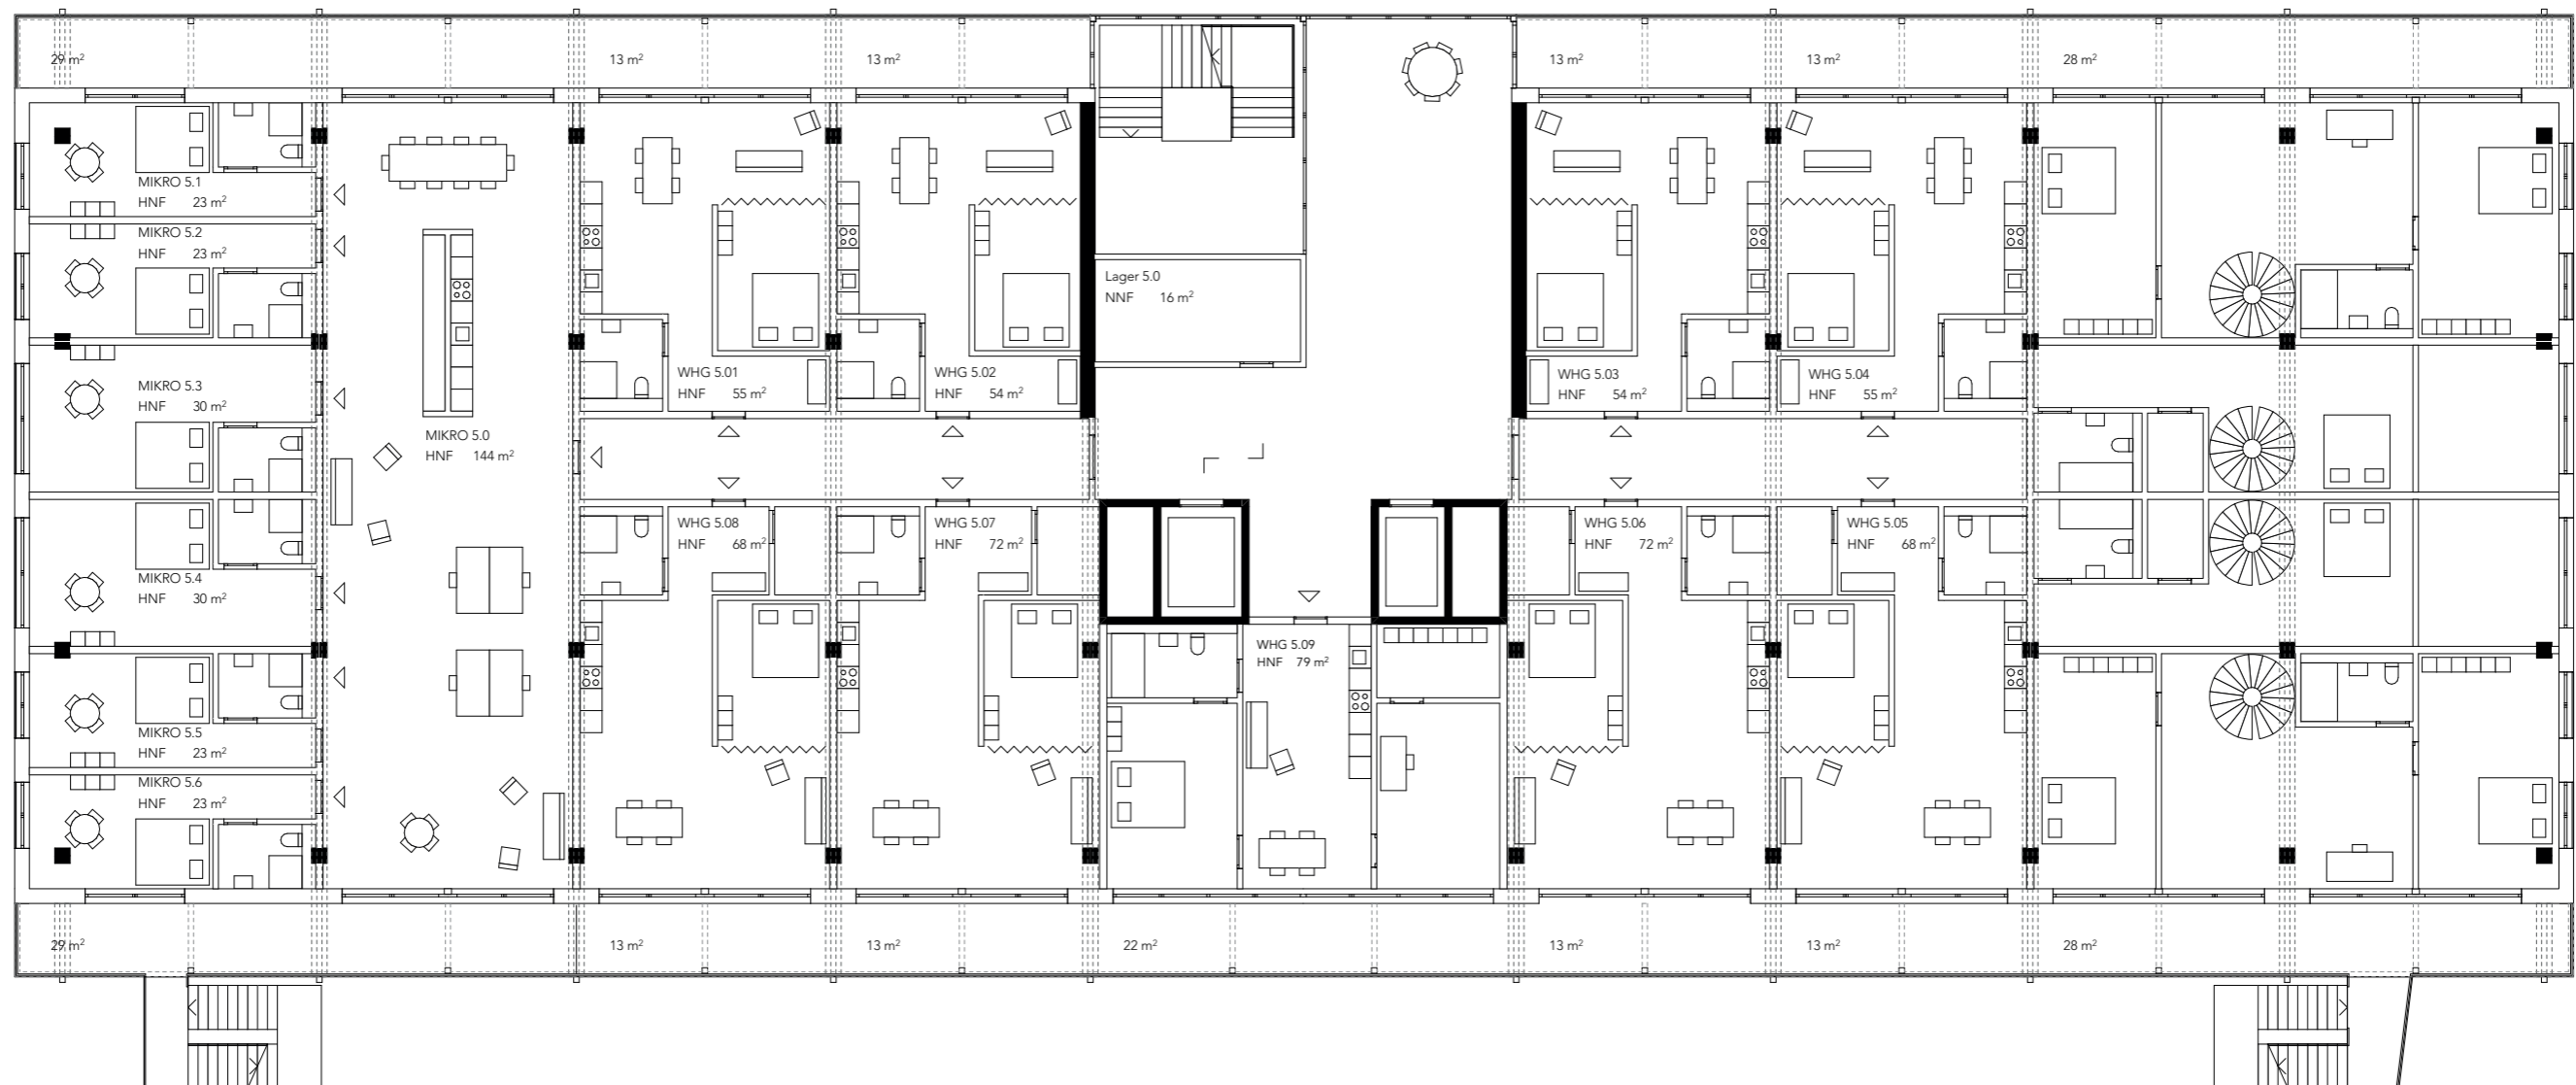 29 m²
13 m²
13 m²
13 m²
13 m²
28 m²
MIKRO 5.1
HNF 23 m²
MIKRO 5.2
HNF 23 m²
MIKRO 5.3
HNF 30 m²
MIKRO 5.0
HNF 144 m²
WHG 5.01
HNF 55 m²
WHG 5.02
HNF 54 m²
Lager 5.0
NNF 16 m²
WHG 5.03
HNF 54 m²
WHG 5.04
HNF 55 m²
MIKRO 5.4
HNF 30 m²
MIKRO 5.5
HNF 23 m²
MIKRO 5.6
HNF 23 m²
WHG 5.08
HNF 68 m²
WHG 5.07
HNF 72 m²
WHG 5.09
HNF 79 m²
WHG 5.06
HNF 72 m²
WHG 5.05
HNF 68 m²
29 m²
13 m²
13 m²
22 m²
13 m²
13 m²
28 m²